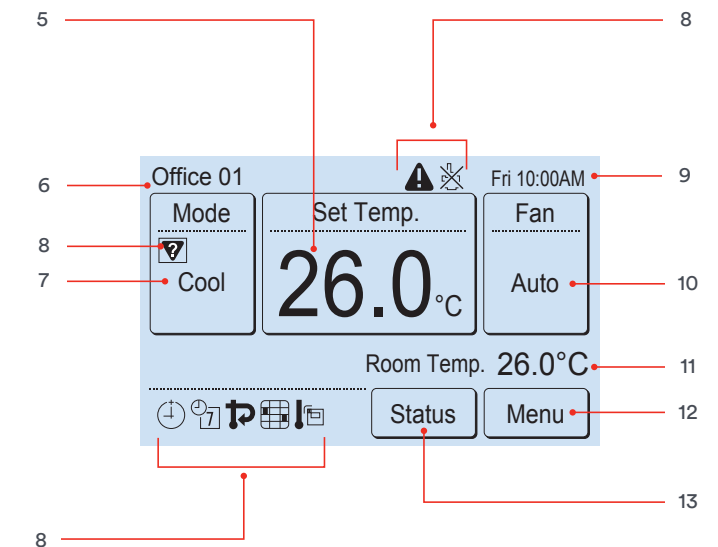 5
8
6
Office 01
Fri 10:00AM
9
Mode
Set Temp.
Fan
8
7
Cool
26.0°C
Auto
10
Room Temp. 26.0°C
11
7
Status
Menu
12
13
8